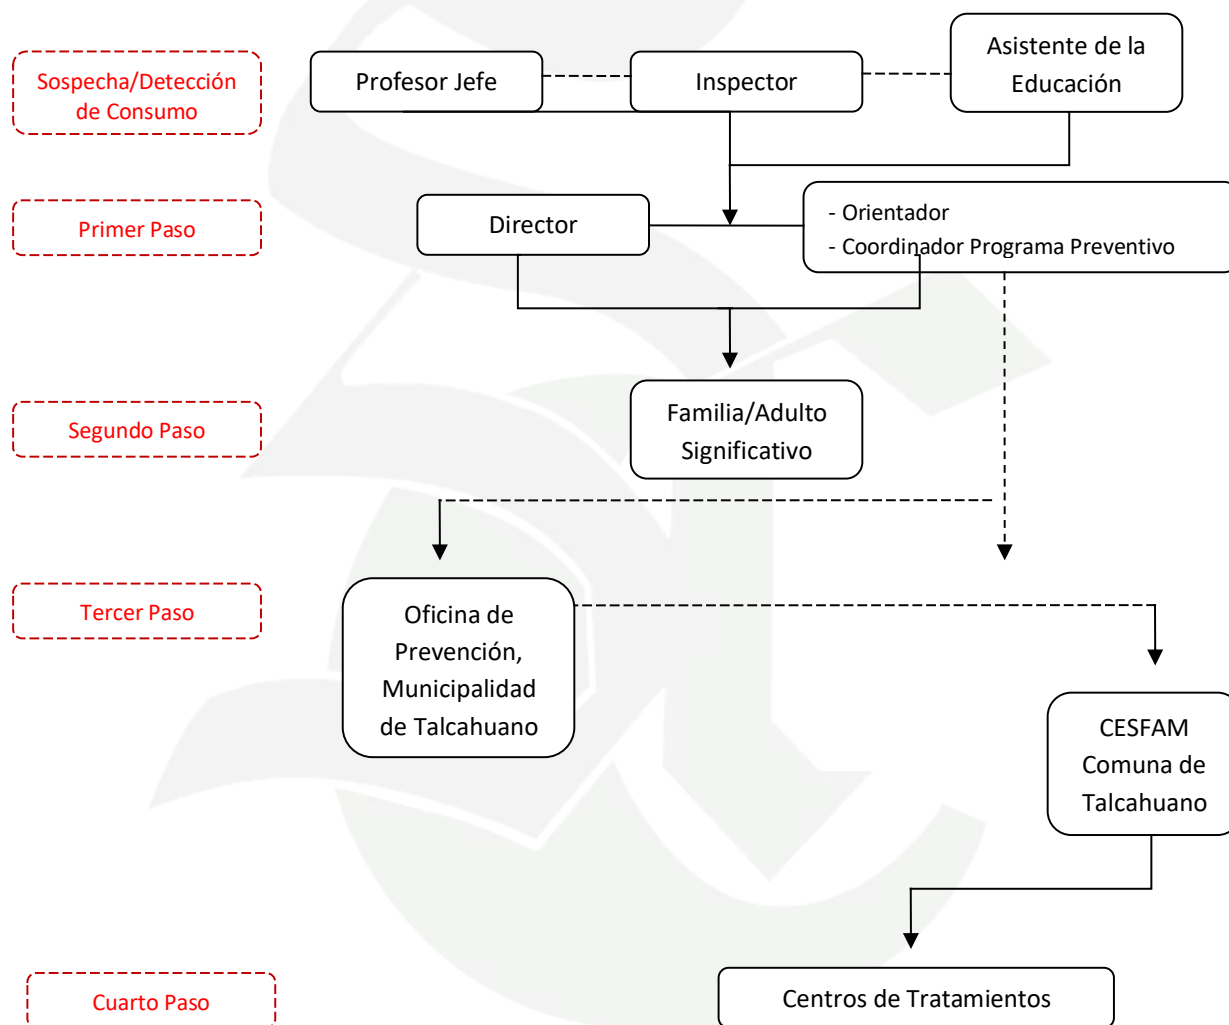 Sospecha/Detección
de Consumo
Profesor Jefe
Inspector
Asistente de la
Educación
Primer Paso
Director
- Orientador
- Coordinador Programa Preventivo
Segundo Paso
Familia/Adulto
Significativo
Tercer Paso
Oficina de
Prevención,
Municipalidad
de Talcahuano
CESFAM
Comuna de
Talcahuano
Cuarto Paso
Centros de Tratamientos